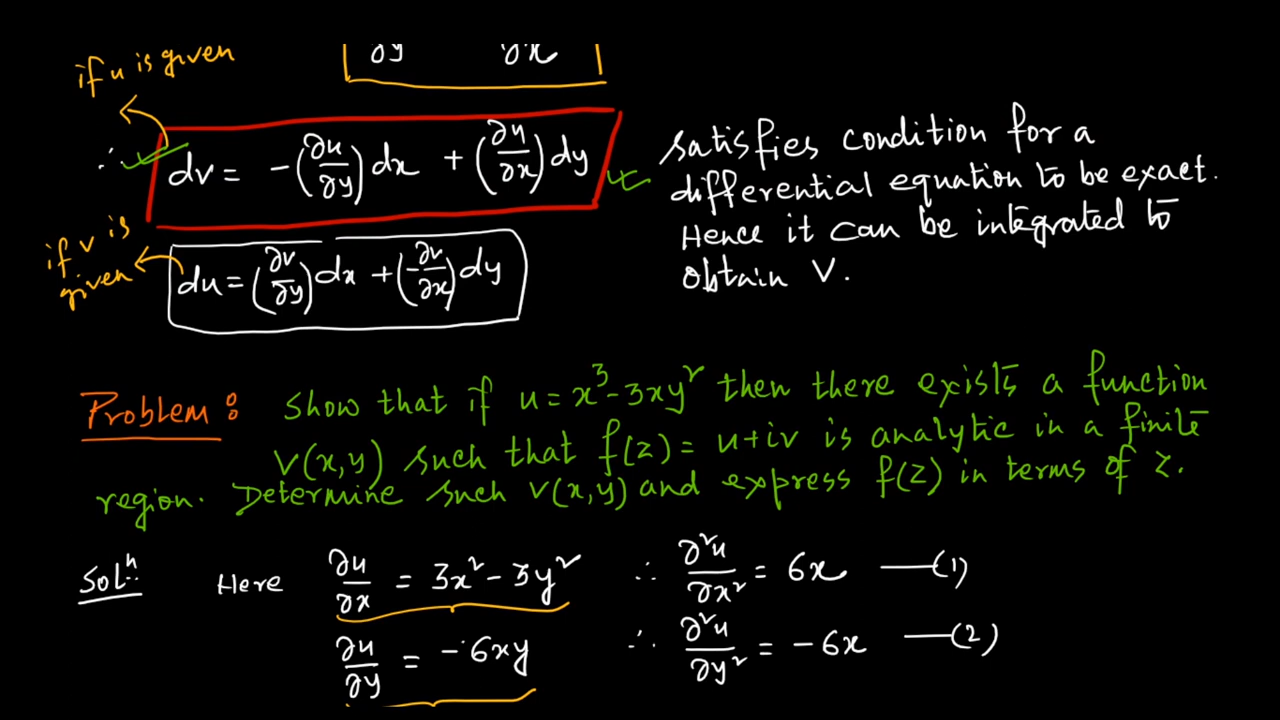 ∂y ∂x
if u is given
∴ dv = -(∂u/∂y) dx + (∂u/∂x) dy
satisfies condition for a
differential equation to be exact.
Hence it can be integrated to
obtain V.
if v is
given
du = (∂v/∂y) dx + (-∂v/∂x) dy
Problem: Show that if u = x³ - 3xy² then there exists a function
v(x,y) such that f(z) = u+iv is analytic in a finite
region. Determine such v(x,y) and express f(z) in terms of z.
Solⁿ: Here ∂u/∂x = 3x² - 3y² ∴ ∂²u/∂x² = 6x —(1)
∂u/∂y = -6xy ∴ ∂²u/∂y² = -6x —(2)